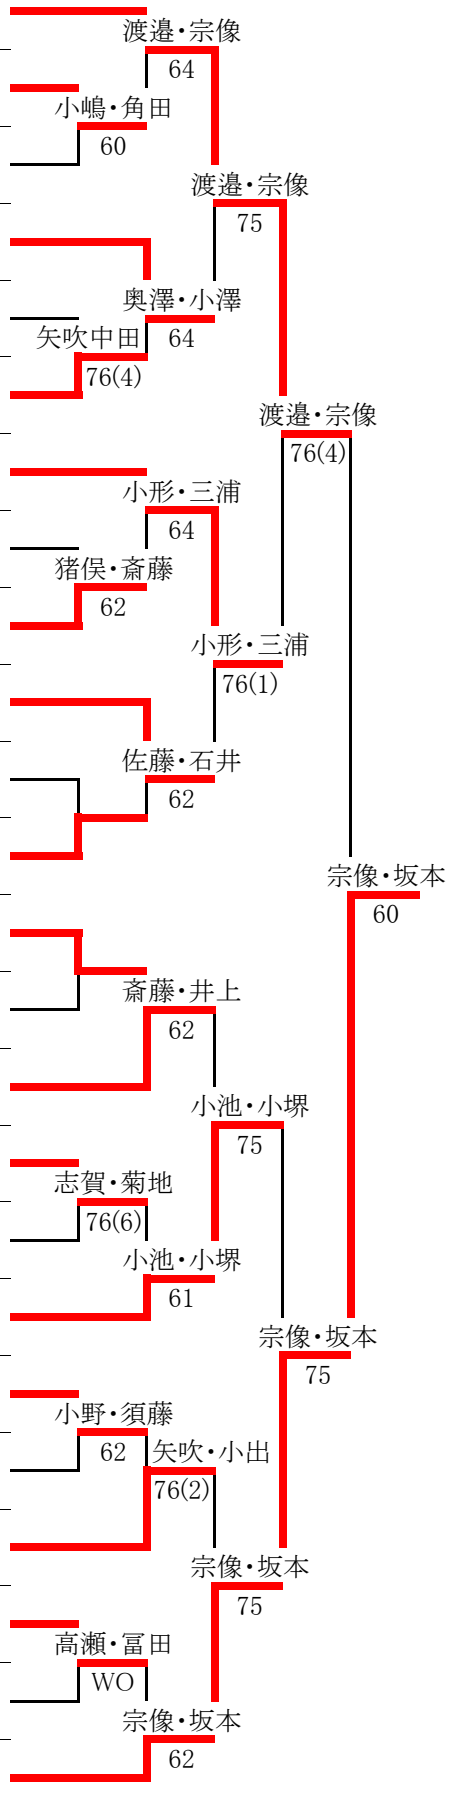 渡邉・宗像
64
小嶋・角田
60
渡邉・宗像
75
奥澤・小澤
64
矢吹中田
76(4)
渡邉・宗像
76(4)
小形・三浦
64
猪俣・斎藤
62
小形・三浦
76(1)
佐藤・石井
62
宗像・坂本
60
斎藤・井上
62
小池・小堺
75
志賀・菊地
76(6)
小池・小堺
61
宗像・坂本
75
小野・須藤
62
矢吹・小出
76(2)
宗像・坂本
75
高瀬・冨田
WO
宗像・坂本
62